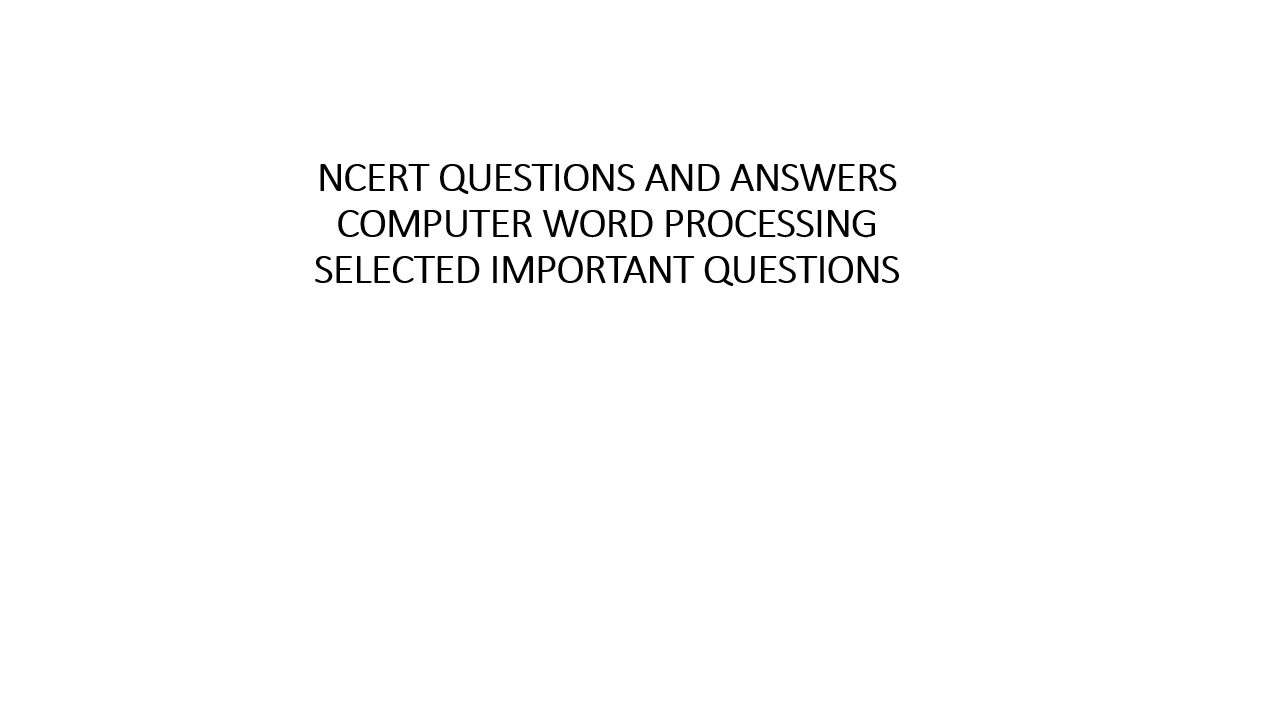 NCERT QUESTIONS AND ANSWERS
COMPUTER WORD PROCESSING
SELECTED IMPORTANT QUESTIONS